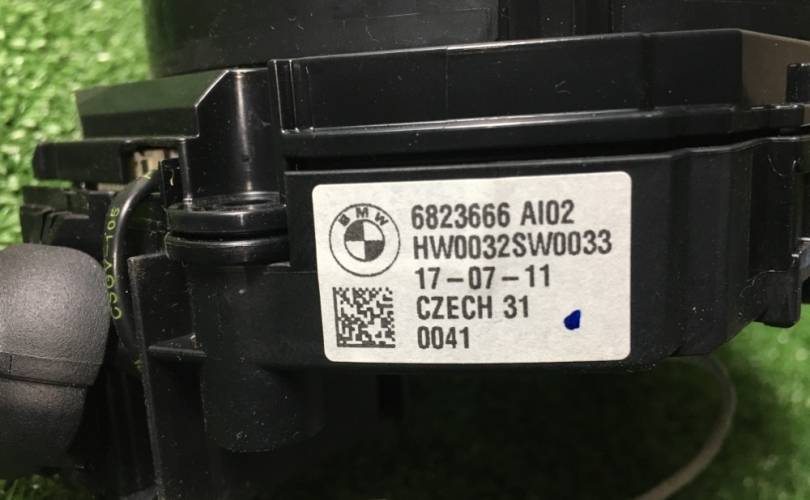 BMW
6823666 AI02
HW0032SW0033
17-07-11
CZECH 31
0041